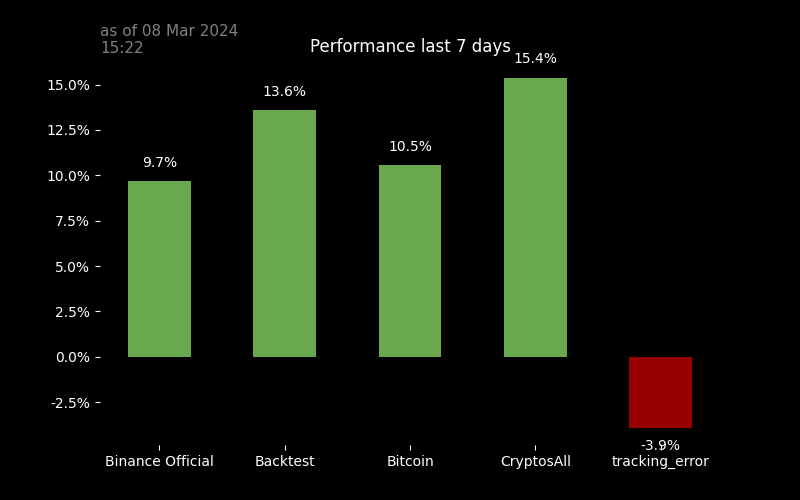 as of 08 Mar 2024
15:22
Performance last 7 days
15.0%
12.5%
10.0%
7.5%
5.0%
2.5%
0.0%
-2.5%
9.7%
13.6%
10.5%
15.4%
-3.9%
Binance Official
Backtest
Bitcoin
CryptosAll
tracking_error